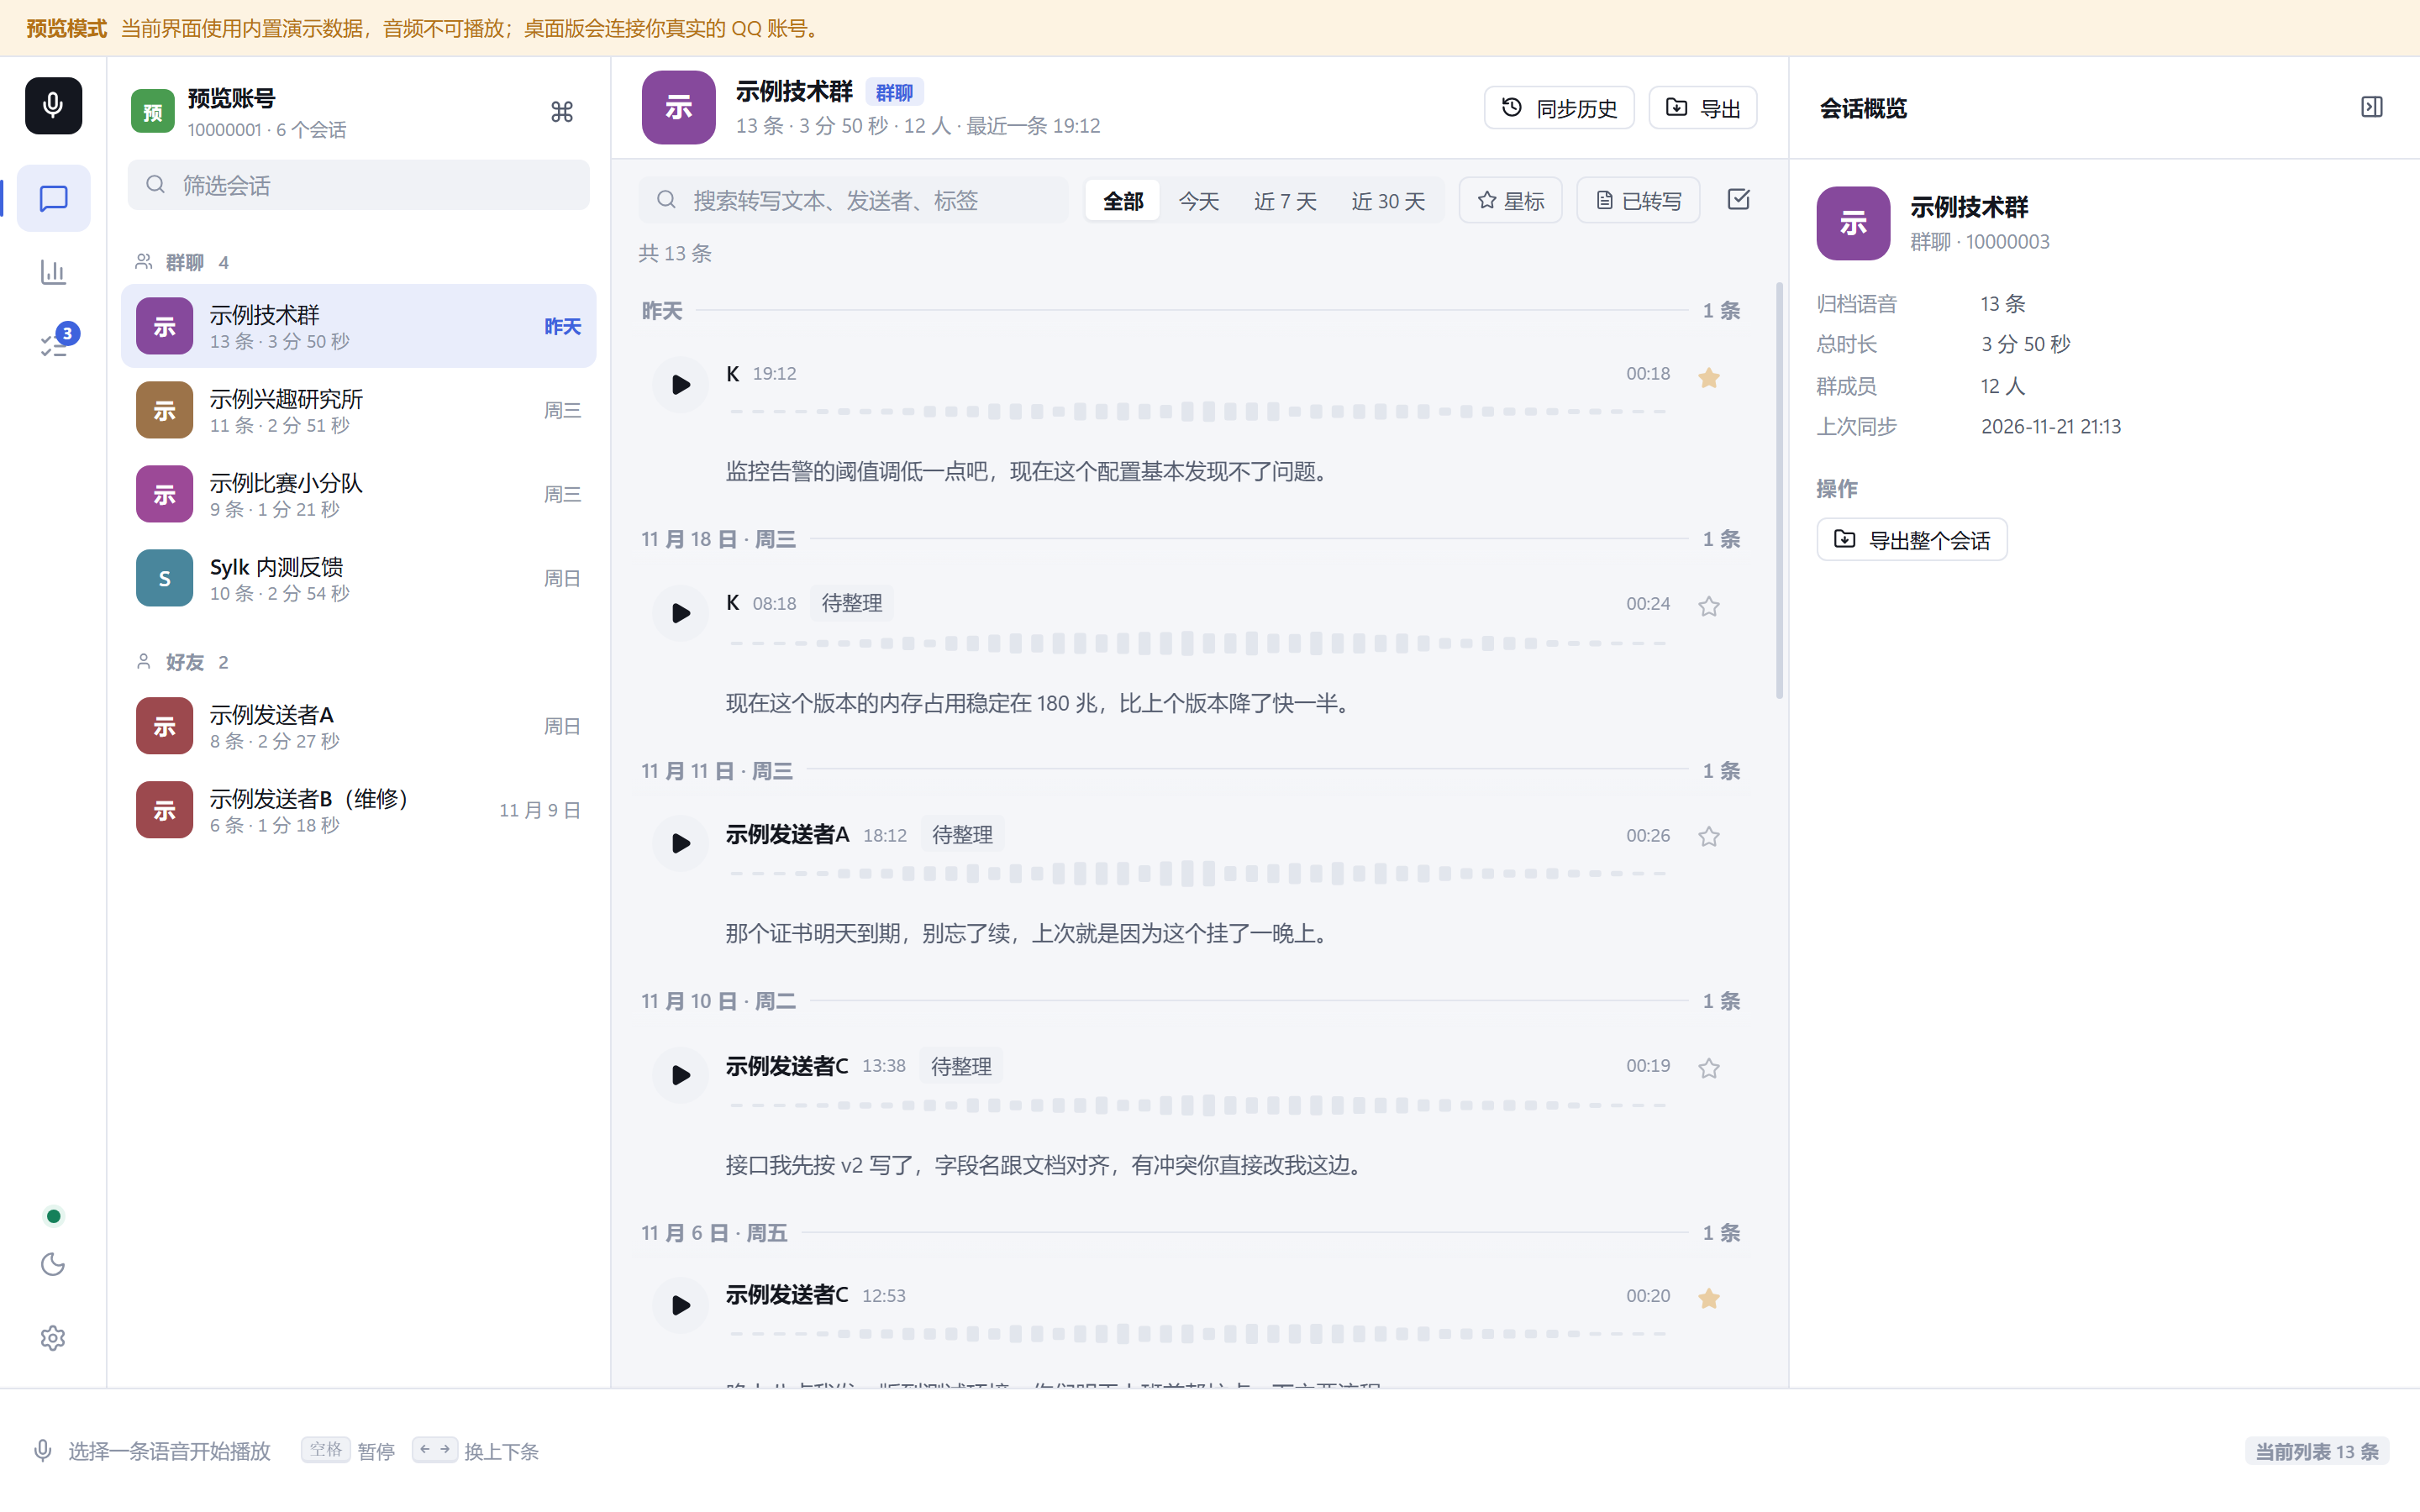 预览模式 当前界面使用内置演示数据，音频不可播放；桌面版会连接你真实的 QQ 账号。
预
预览账号
10000001 · 6 个会话
筛选会话
群聊 4
示
示例技术群
13 条 · 3 分 50 秒
昨天
示
示例兴趣研究所
11 条 · 2 分 51 秒
周三
示
示例比赛小分队
9 条 · 1 分 21 秒
周三
S
Sylk 内测反馈
10 条 · 2 分 54 秒
周日
好友 2
示
示例发送者A
8 条 · 2 分 27 秒
周日
示
示例发送者B（维修）
6 条 · 1 分 18 秒
11 月 9 日
3
示
示例技术群 群聊
13 条 · 3 分 50 秒 · 12 人 · 最近一条 19:12
同步历史 导出
搜索转写文本、发送者、标签
全部 今天 近 7 天 近 30 天 星标 已转写
共 13 条
昨天 1 条
K 19:12 00:18
监控告警的阈值调低一点吧，现在这个配置基本发现不了问题。
11 月 18 日 · 周三 1 条
K 08:18 待整理 00:24
现在这个版本的内存占用稳定在 180 兆，比上个版本降了快一半。
11 月 11 日 · 周三 1 条
示例发送者A 18:12 待整理 00:26
那个证书明天到期，别忘了续，上次就是因为这个挂了一晚上。
11 月 10 日 · 周二 1 条
示例发送者C 13:38 待整理 00:19
接口我先按 v2 写了，字段名跟文档对齐，有冲突你直接改我这边。
11 月 6 日 · 周五 1 条
示例发送者C 12:53 00:20
会话概览
示
示例技术群
群聊 · 10000003
归档语音 13 条
总时长 3 分 50 秒
群成员 12 人
上次同步 2026-11-21 21:13
操作
导出整个会话
选择一条语音开始播放 空格 暂停 ← → 换上下条
当前列表 13 条